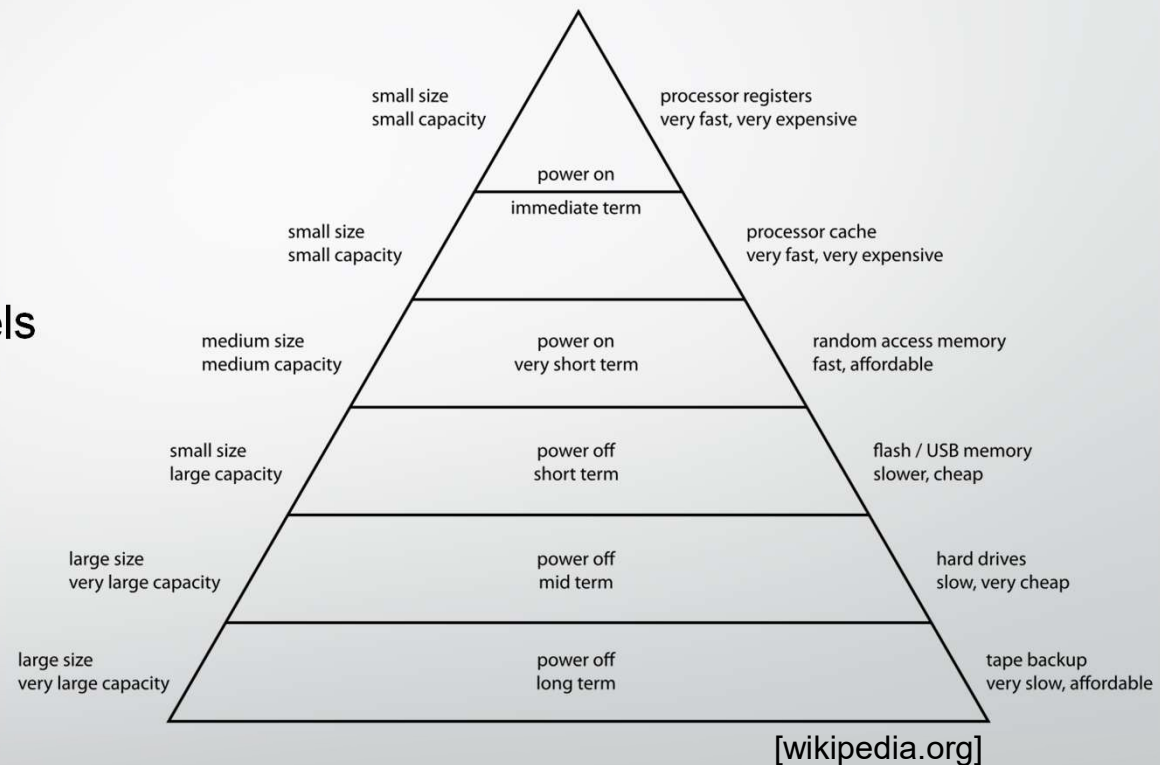 small size
small capacity
processor registers
very fast, very expensive
power on
immediate term
small size
small capacity
processor cache
very fast, very expensive
els
medium size
medium capacity
power on
very short term
random access memory
fast, affordable
small size
large capacity
power off
short term
flash / USB memory
slower, cheap
large size
very large capacity
power off
mid term
hard drives
slow, very cheap
large size
very large capacity
power off
long term
tape backup
very slow, affordable
[wikipedia.org]